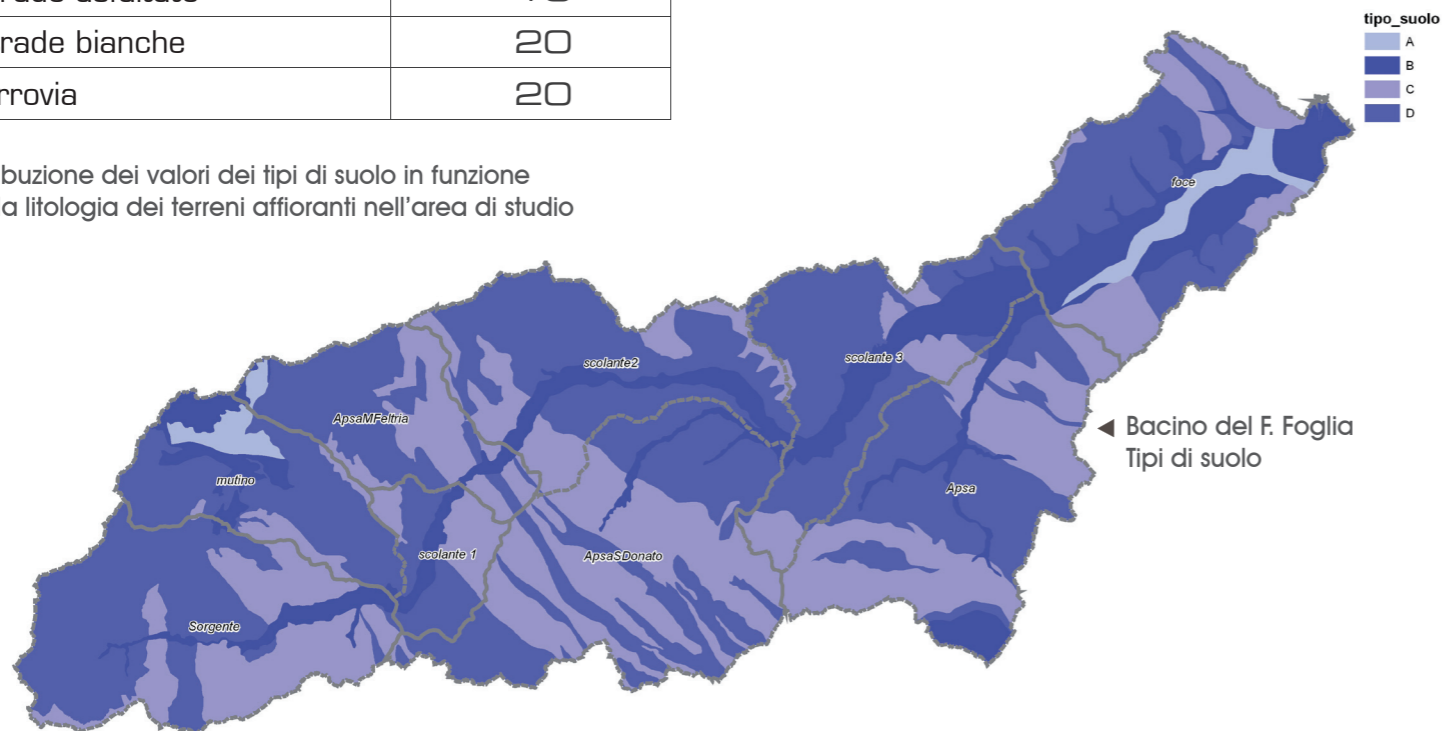 rade bianche 20
rrovia 20
buzione dei valori dei tipi di suolo in funzione
a litologia dei terreni affioranti nell'area di studio
tipo_suolo
A
B
C
D
foce
scolante2
scolante 3
ApsaMFeltria
mutino
Apsa
scolante 1
ApsaSDonato
Sorgente
◀ Bacino del F. Foglia
Tipi di suolo